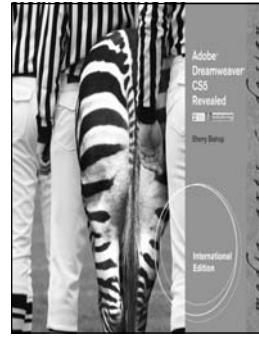 Adobe®
Dreamweaver®
CS5
Revealed
Sherry Bishop
International
Edition